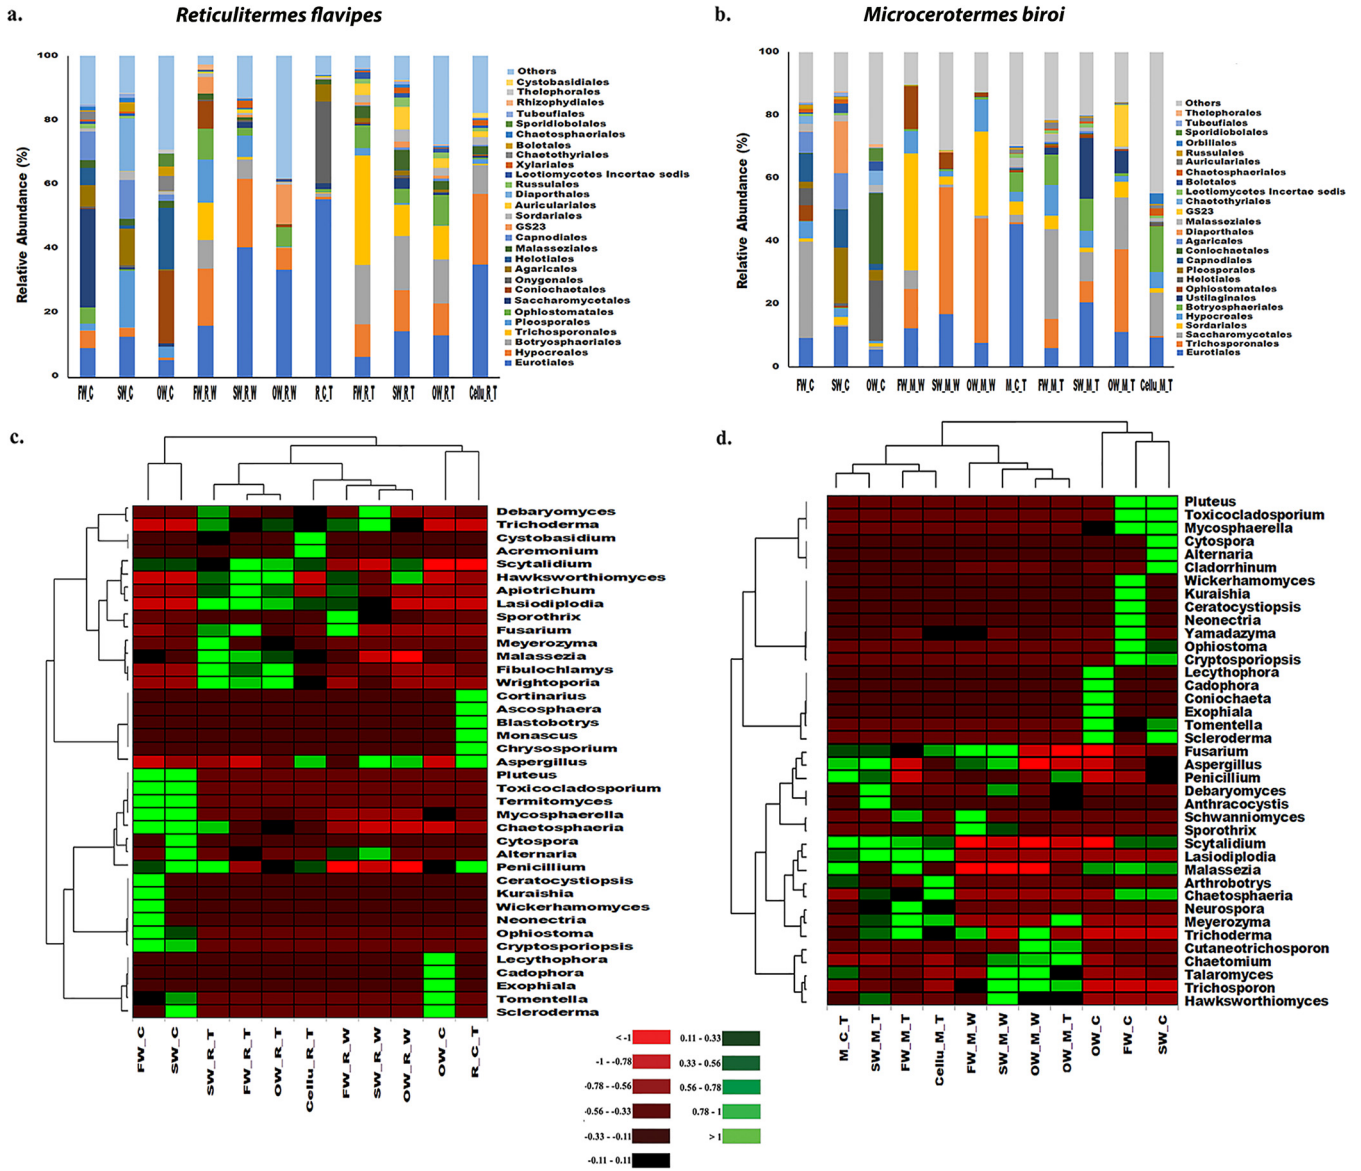 a.
Reticulitermes flavipes
b.
Microcerotermes biroi
Relative Abundance (%)
100
80
60
40
20
0
FW_C
SW_C
OW_C
FW_R_W
SW_R_W
OW_R_W
R_C_T
FW_R_T
SW_R_T
OW_R_T
Cellu_R_T
Others
Cystobasidiales
Thelephorales
Rhizophydiales
Tubeufiales
Sporidiobolales
Chaetosphaeriales
Boletales
Chaetothyriales
Xylariales
Leotiomycetes Incertae sedis
Russulales
Diaporthales
Auriculariales
Sordariales
GS23
Capnodiales
Malasseziales
Helotiales
Agaricales
Onygenales
Coniochaetales
Saccharomycetales
Ophiostomatales
Pleosporales
Trichosporonales
Botryosphaeriales
Hypocreales
Eurotiales
Relative Abundance (%)
100
80
60
40
20
0
FW_C
SW_C
OW_C
FW_M_W
SW_M_W
OW_M_W
M_C_T
FW_M_T
SW_M_T
OW_M_T
Cellu_M_T
Others
Thelophorales
Tubeufiales
Sporidiobolales
Orbiliales
Russulales
Auriculariales
Chaetosphaeriales
Boletales
Leotiomycetes Incertae sedis
Chaetothyriales
GS23
Malasseziales
Diaporthales
Agaricales
Coniochaetales
Capnodiales
Pleosporales
Helotiales
Ophiostomatales
Ustilaginales
Botryosphaeriales
Hypocreales
Sordariales
Saccharomycetales
Trichosporonales
Eurotiales
c.
Debaryomyces
Trichoderma
Cystobasidium
Acremonium
Scytalidium
Hawksworthiomyces
Apiotrichum
Lasiodiplodia
Sporothrix
Fusarium
Meyerozyma
Malassezia
Fibulochlamys
Wrightoporia
Cortinarius
Ascosphaera
Blastobotrys
Monascus
Chrysosporium
Aspergillus
Pluteus
Toxicocladosporium
Termitomyces
Mycosphaerella
Chaetosphaeria
Cytospora
Alternaria
Penicillium
Ceratocystiopsis
Kuraishia
Wickerhamomyces
Neonectria
Ophiostoma
Cryptosporiopsis
Lecythophora
Cadophora
Exophiala
Tomentella
Scleroderma
FW_C
SW_C
SW_R_T
FW_R_T
OW_R_T
Cellu_R_T
FW_R_W
SW_R_W
OW_R_W
OW_C
R_C_T
d.
Pluteus
Toxicocladosporium
Mycosphaerella
Cytospora
Alternaria
Cladorrhinum
Wickerhamomyces
Kuraishia
Ceratocystiopsis
Neonectria
Yamadazyma
Ophiostoma
Cryptosporiopsis
Lecythophora
Cadophora
Coniochaeta
Exophiala
Tomentella
Scleroderma
Fusarium
Aspergillus
Penicillium
Debaryomyces
Anthracocystis
Schwanniomyces
Sporothrix
Scytalidium
Lasiodiplodia
Malassezia
Arthrobotrys
Chaetosphaeria
Neurospora
Meyerozyma
Trichoderma
Cutaneotrichosporon
Chaetomium
Talaromyces
Trichosporon
Hawksworthiomyces
M_C_T
SW_M_T
FW_M_T
Cellu_M_T
FW_M_W
SW_M_W
OW_M_W
OW_M_T
OW_C
FW_C
SW_C
< -1
0.11 - 0.33
-1 - -0.78
0.33 - 0.56
-0.78 - -0.56
0.56 - 0.78
-0.56 - -0.33
0.78 - 1
-0.33 - -0.11
> 1
-0.11 - 0.11